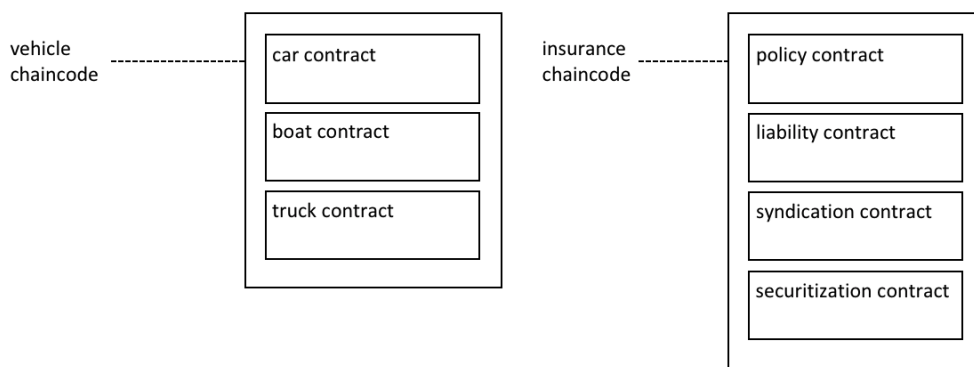 vehicle
chaincode
car contract
boat contract
truck contract
insurance
chaincode
policy contract
liability contract
syndication contract
securitization contract